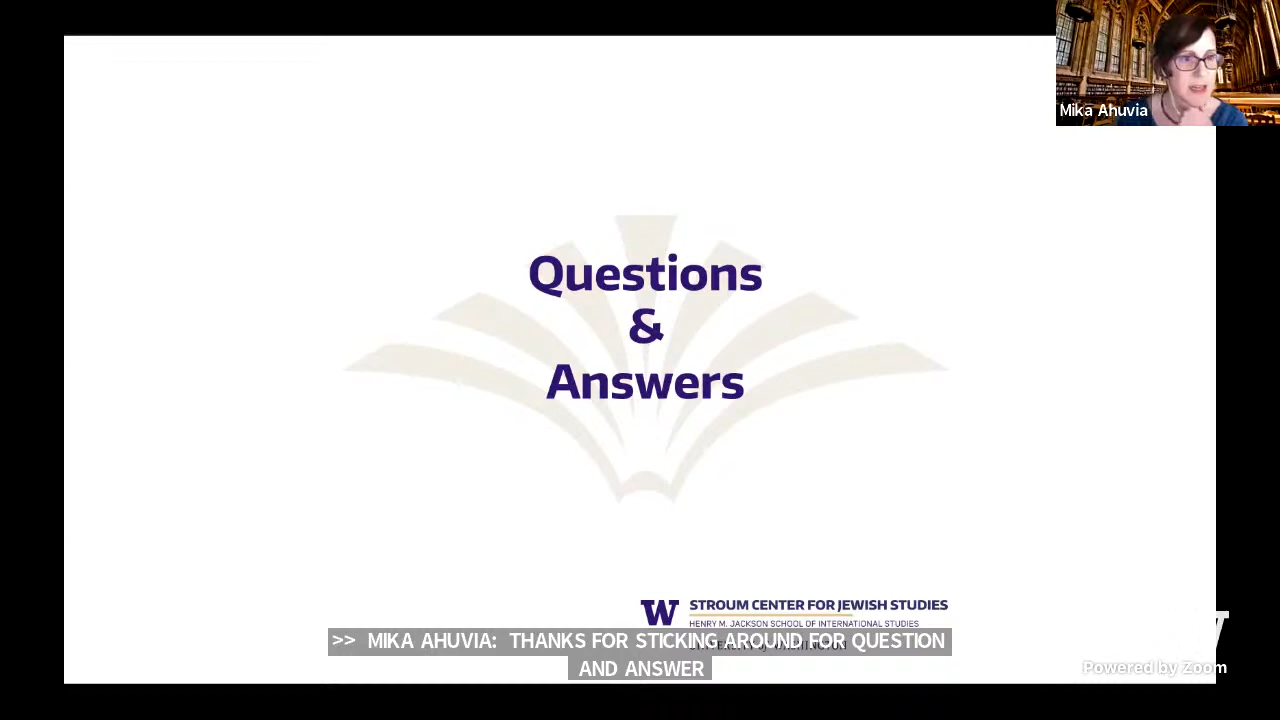 Mika Ahuvia
Questions
&
Answers
W
STROUM CENTER FOR JEWISH STUDIES
HENRY M. JACKSON SCHOOL OF INTERNATIONAL STUDIES
>> MIKA AHUVIA: THANKS FOR STICKING AROUND FOR QUESTION
AND ANSWER
Powered by Zoom